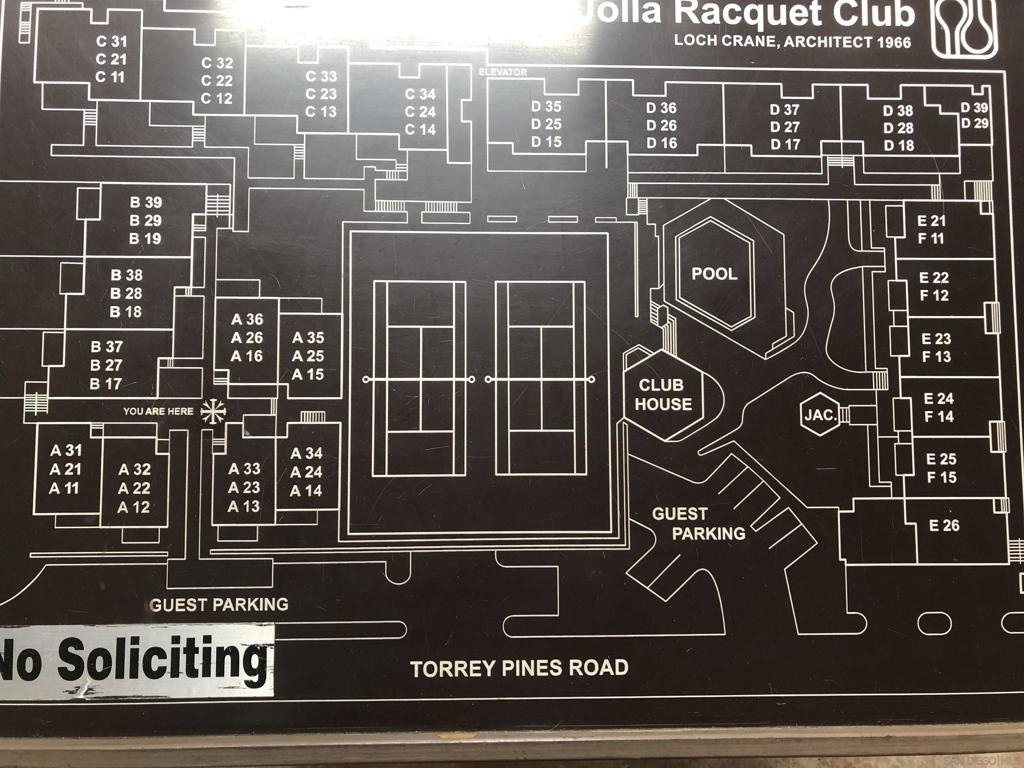 Jolla Racquet Club
LOCH CRANE, ARCHITECT 1966
C 31
C 21
C 11
C 32
C 22
C 12
C 33
C 23
C 13
C 34
C 24
C 14
ELEVATOR
D 35
D 25
D 15
D 36
D 26
D 16
D 37
D 27
D 17
D 38
D 28
D 18
D 39
D 29
B 39
B 29
B 19
B 38
B 28
B 18
B 37
B 27
B 17
A 36
A 26
A 16
A 35
A 25
A 15
POOL
E 21
F 11
E 22
F 12
E 23
F 13
E 24
F 14
E 25
F 15
E 26
CLUB
HOUSE
JAC.
YOU ARE HERE
A 31
A 21
A 11
A 32
A 22
A 12
A 33
A 23
A 13
A 34
A 24
A 14
GUEST
PARKING
GUEST PARKING
No Soliciting
TORREY PINES ROAD
SAN DIEGO MLS